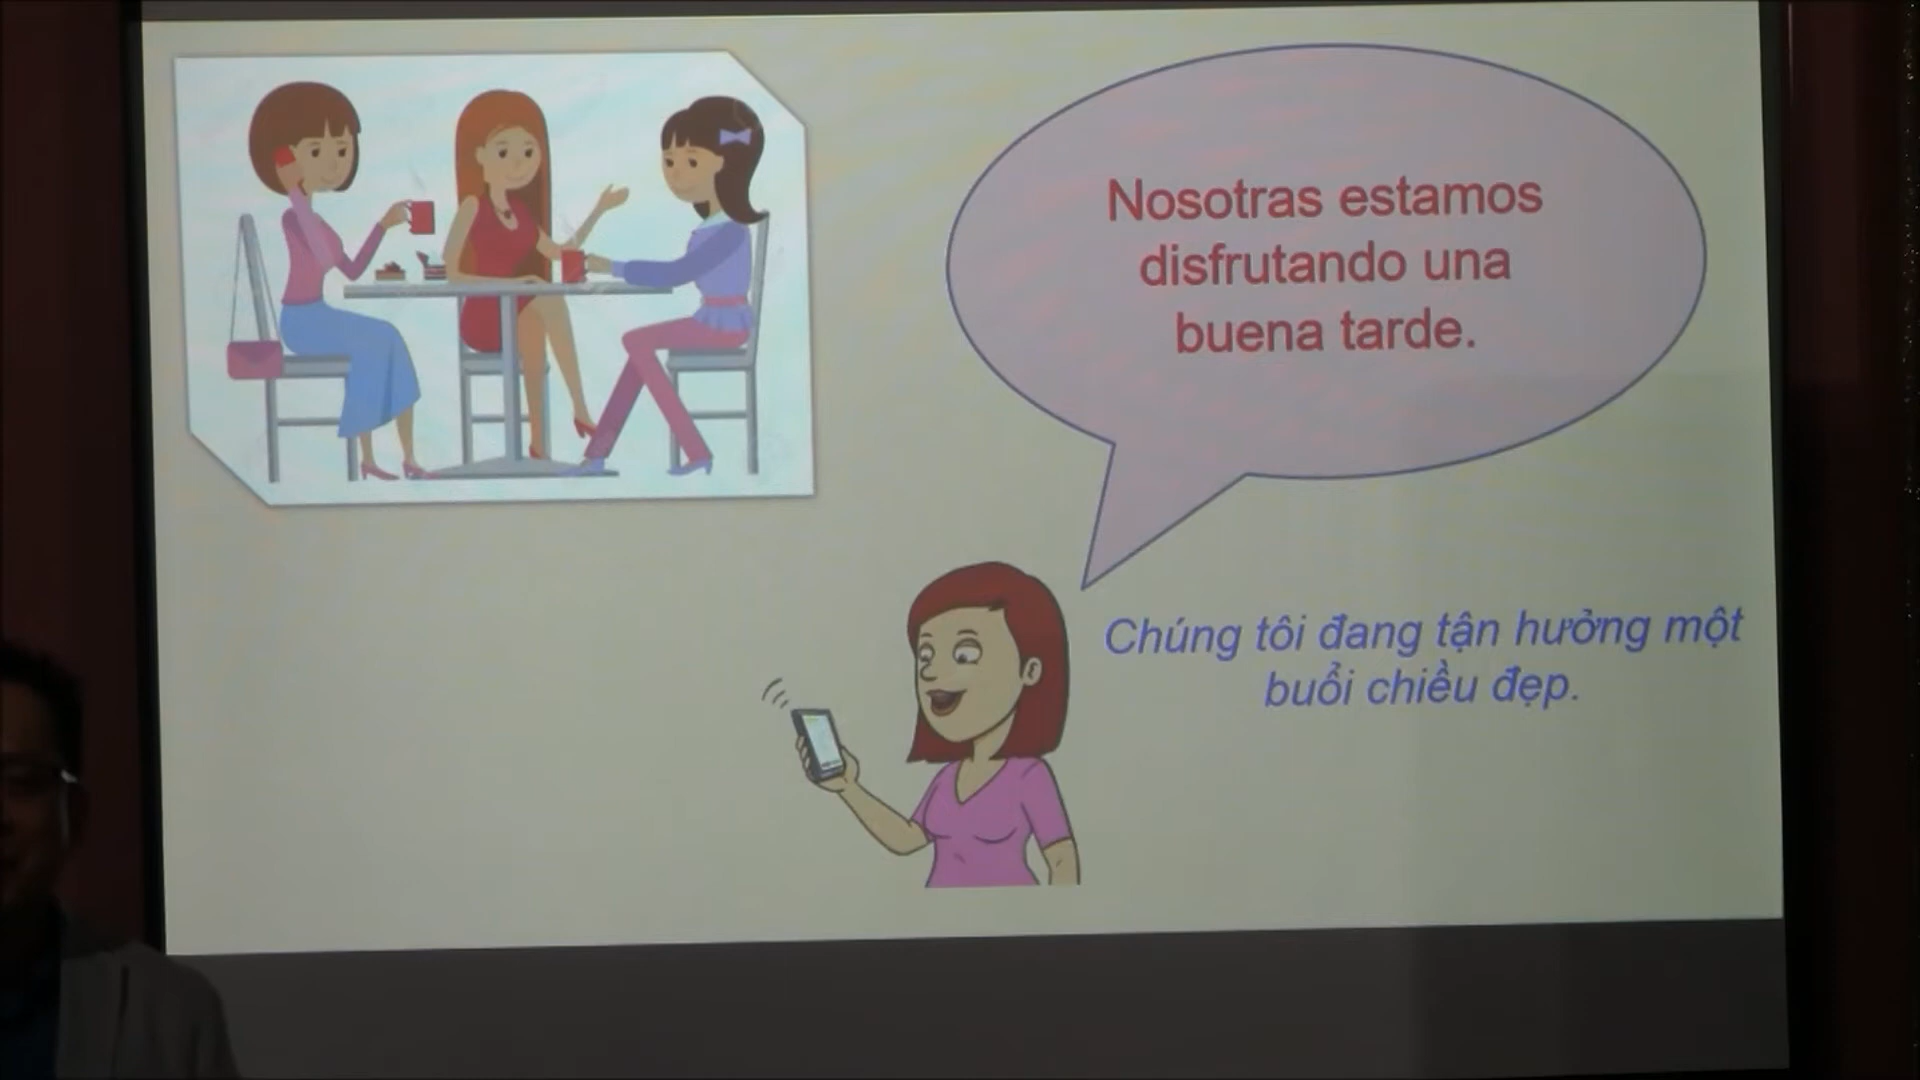 Nosotras estamos
disfrutando una
buena tarde.
Chúng tôi đang tận hưởng một
buổi chiều đẹp.